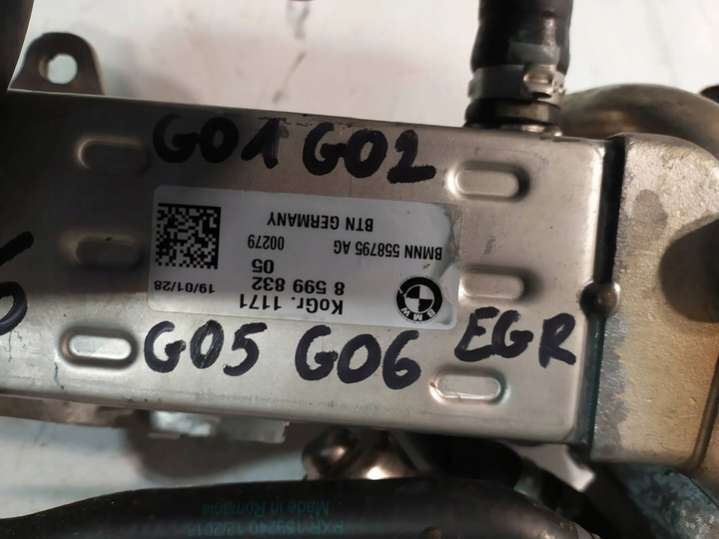 G01 G02
KoGr. 1171
8 599 832
05
19/01/28
00279
BMNN 558795 AG
BTN GERMANY
BMW
G05 G06 EGR
Made in Romania